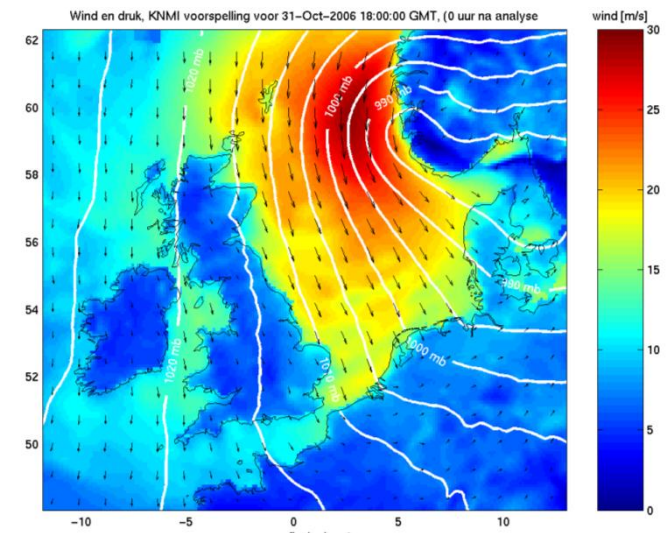 Wind en druk, KNMI voorspelling voor 31-Oct-2006 18:00:00 GMT, (0 uur na analyse
wind [m/s]
62
60
58
56
54
52
50
-10
-5
0
5
10
30
25
20
15
10
5
0
1020 mb
1000 mb
990 mb
980 mb
1020 mb
1010 mb
1000 mb